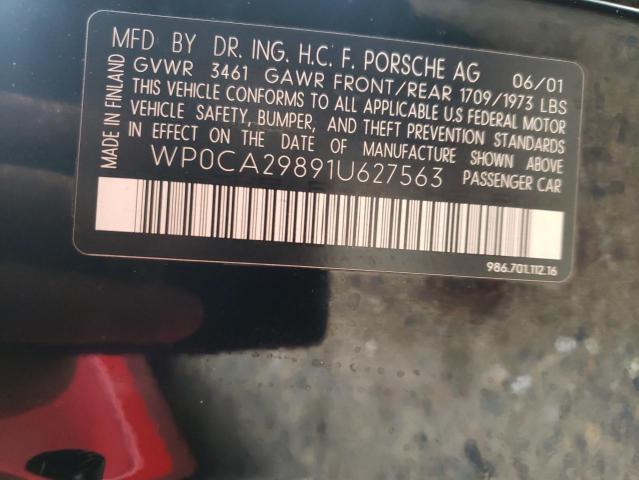 MFD BY DR. ING. H.C. F. PORSCHE AG 06/01
GVWR 3461 GAWR FRONT/REAR 1709/1973 LBS
THIS VEHICLE CONFORMS TO ALL APPLICABLE U.S FEDERAL MOTOR
VEHICLE SAFETY, BUMPER, AND THEFT PREVENTION STANDARDS
IN EFFECT ON THE DATE OF MANUFACTURE SHOWN ABOVE
WP0CA29891U627563 PASSENGER CAR
986.701.112.16
MADE IN FINLAND